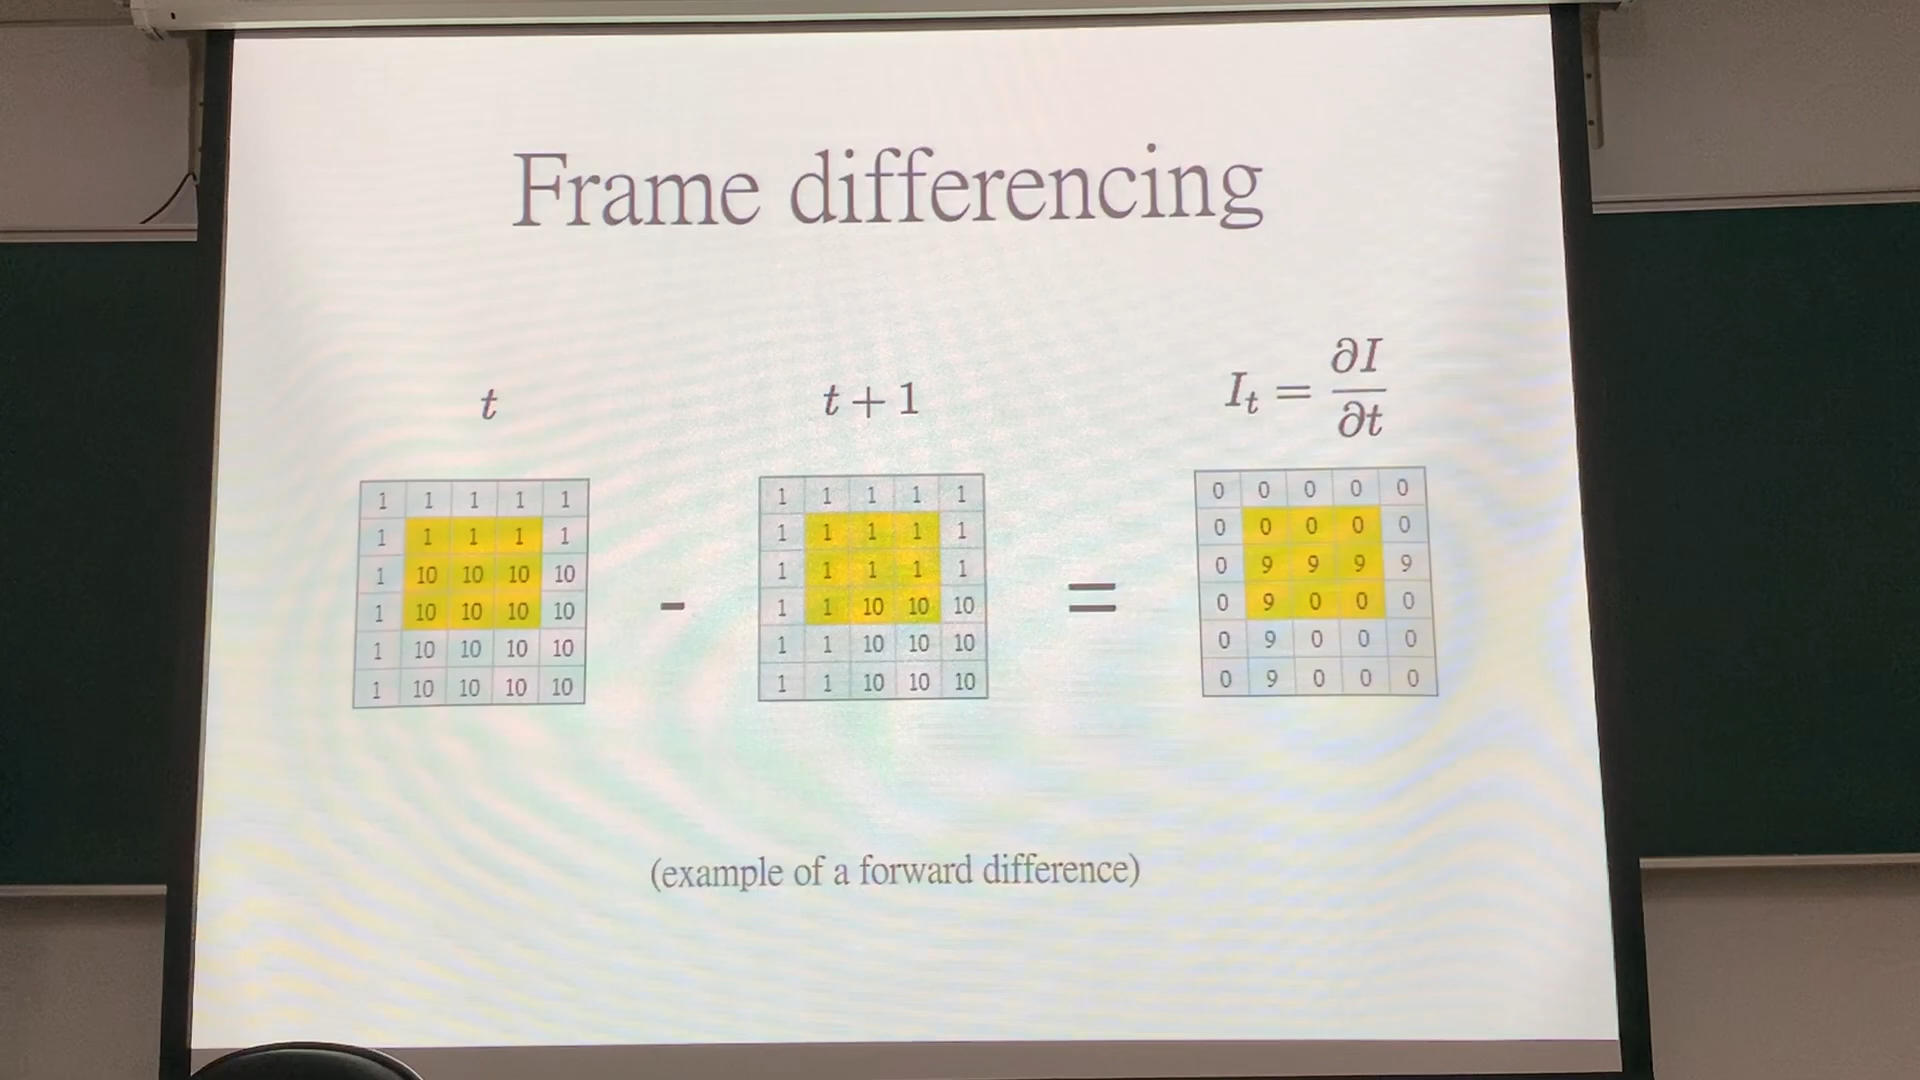 Frame differencing
t
t + 1
I_t = ∂I/∂t
1 1 1 1 1
1 1 1 1 1
1 10 10 10 10
1 10 10 10 10
1 10 10 10 10
1 10 10 10 10
-
1 1 1 1 1
1 1 1 1 1
1 1 1 1 1
1 1 10 10 10
1 1 10 10 10
1 1 10 10 10
=
0 0 0 0 0
0 0 0 0 0
0 9 9 9 9
0 9 0 0 0
0 9 0 0 0
0 9 0 0 0
(example of a forward difference)